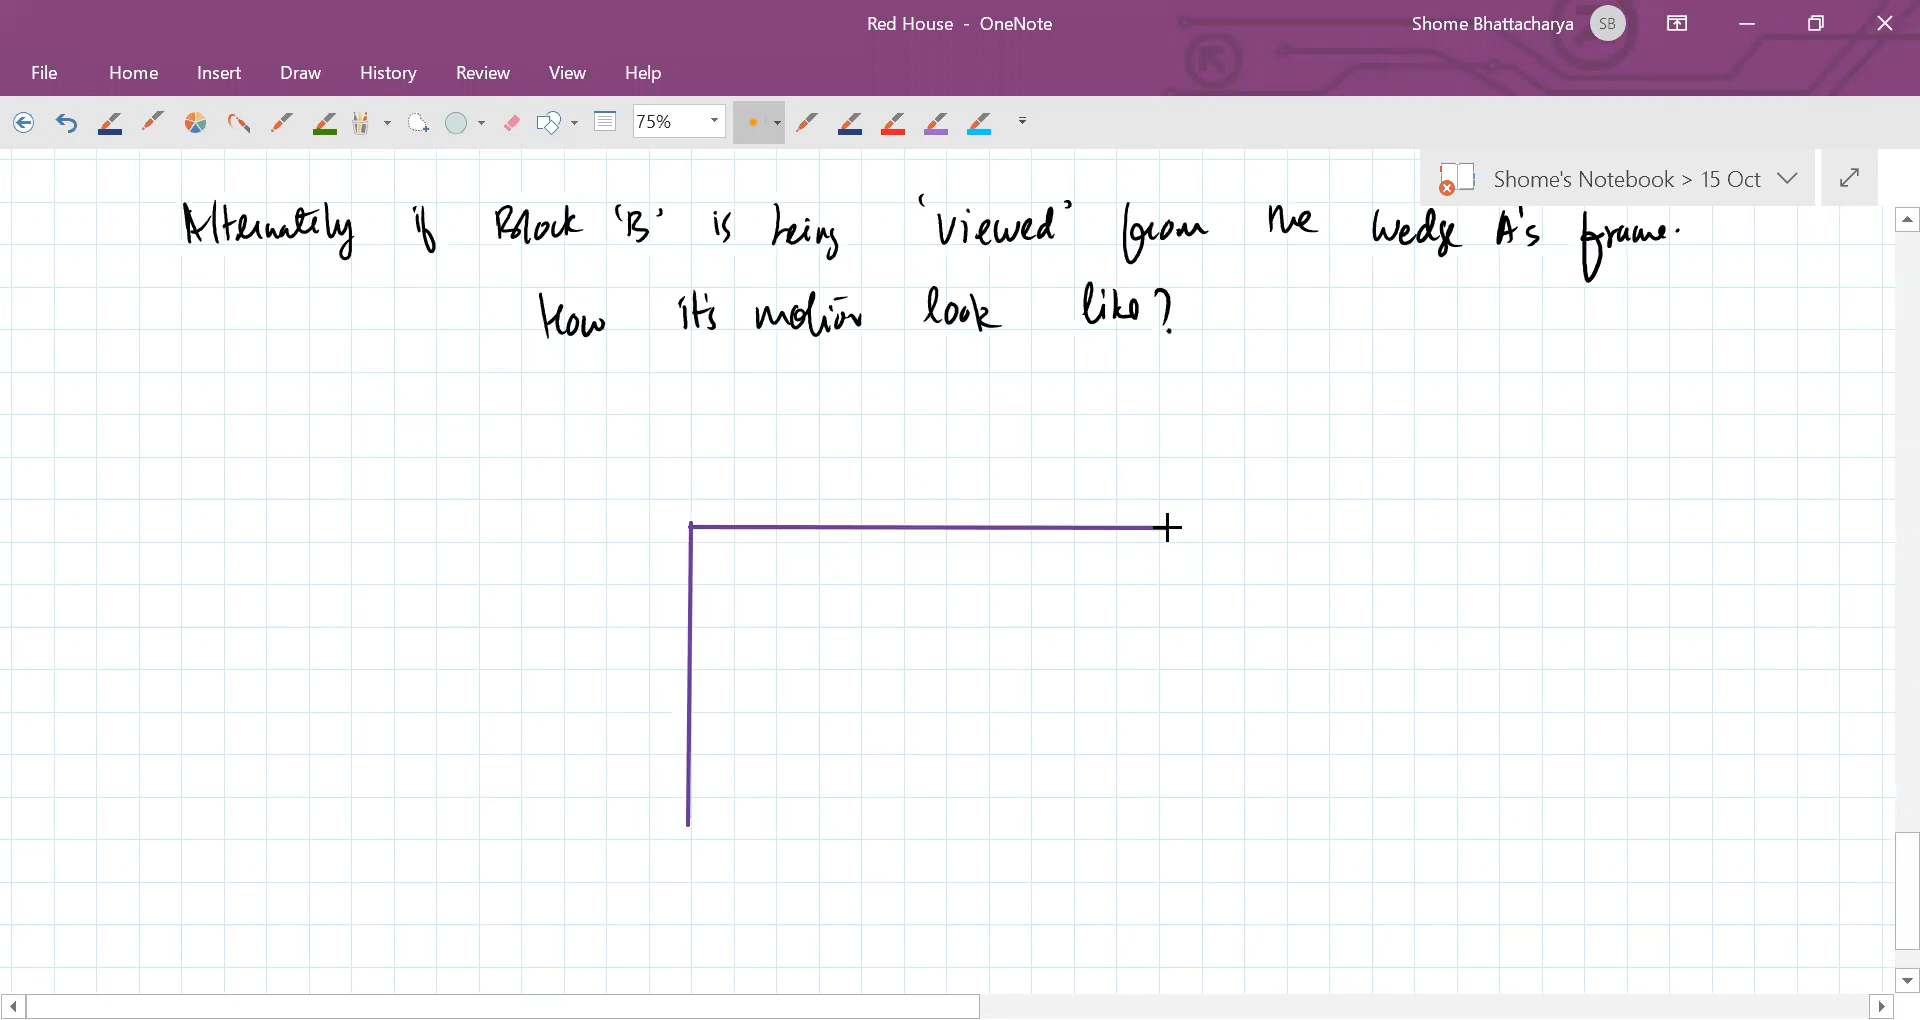 Red House - OneNote
Shome Bhattacharya SB
File Home Insert Draw History Review View Help
75%
Shome's Notebook > 15 Oct
Alternately if Block 'B' is being 'viewed' from the wedge A's frame.
How it's motion look like?